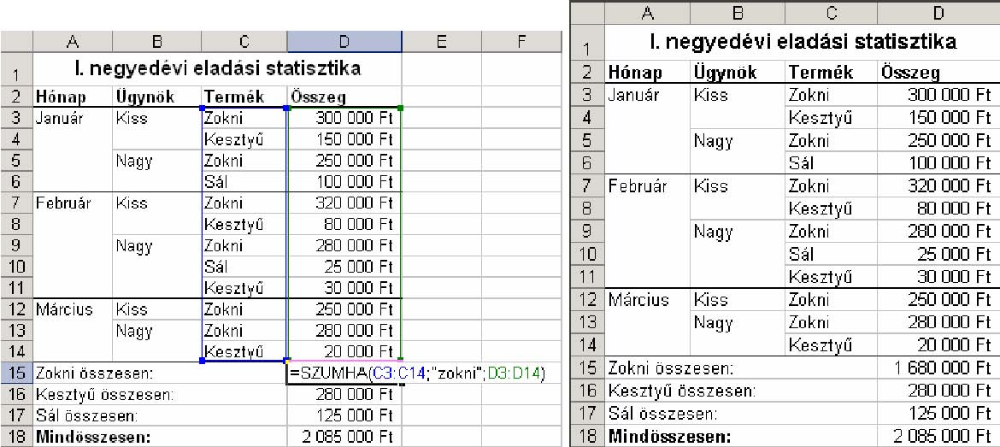 A B C D E F
1 I. negyedévi eladási statisztika
2 Hónap Ügynök Termék Összeg
3 Január Kiss Zokni 300 000 Ft
4 Kesztyű 150 000 Ft
5 Nagy Zokni 250 000 Ft
6 Sál 100 000 Ft
7 Február Kiss Zokni 320 000 Ft
8 Kesztyű 80 000 Ft
9 Nagy Zokni 280 000 Ft
10 Sál 25 000 Ft
11 Kesztyű 30 000 Ft
12 Március Kiss Zokni 250 000 Ft
13 Nagy Zokni 280 000 Ft
14 Kesztyű 20 000 Ft
15 Zokni összesen: =SZUMHA(C3:C14;"zokni";D3:D14)
16 Kesztyű összesen: 280 000 Ft
17 Sál összesen: 125 000 Ft
18 Mindösszesen: 2 085 000 Ft
A B C D
1 I. negyedévi eladási statisztika
2 Hónap Ügynök Termék Összeg
3 Január Kiss Zokni 300 000 Ft
4 Kesztyű 150 000 Ft
5 Nagy Zokni 250 000 Ft
6 Sál 100 000 Ft
7 Február Kiss Zokni 320 000 Ft
8 Kesztyű 80 000 Ft
9 Nagy Zokni 280 000 Ft
10 Sál 25 000 Ft
11 Kesztyű 30 000 Ft
12 Március Kiss Zokni 250 000 Ft
13 Nagy Zokni 280 000 Ft
14 Kesztyű 20 000 Ft
15 Zokni összesen: 1 680 000 Ft
16 Kesztyű összesen: 280 000 Ft
17 Sál összesen: 125 000 Ft
18 Mindösszesen: 2 085 000 Ft